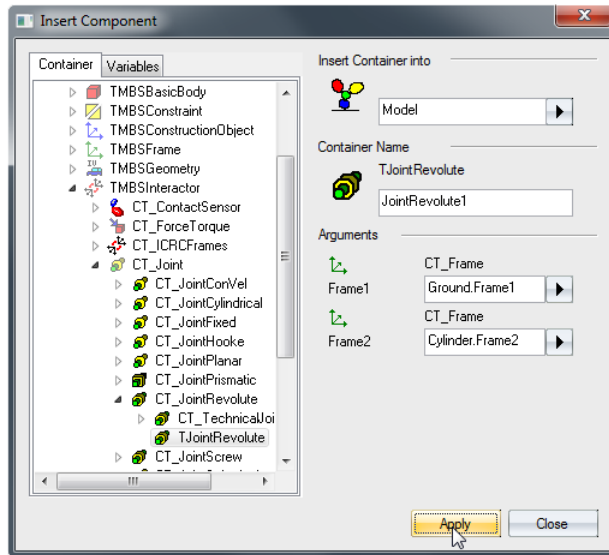 Insert Component
Container
Variables
TMBSBasicBody
TMBSConstraint
TMBSConstructionObject
TMBSFrame
TMBSGeometry
TMBSInteractor
CT_ContactSensor
CT_ForceTorque
CT_ICRCFrames
CT_Joint
CT_JointConVel
CT_JointCylindrical
CT_JointFixed
CT_JointHooke
CT_JointPlanar
CT_JointPrismatic
CT_JointRevolute
CT_TechnicalJoi
TJointRevolute
CT_JointScrew
Insert Container into
Model
Container Name
TJointRevolute
JointRevolute1
Arguments
CT_Frame
Frame1
Ground.Frame1
CT_Frame
Frame2
Cylinder.Frame2
Apply
Close